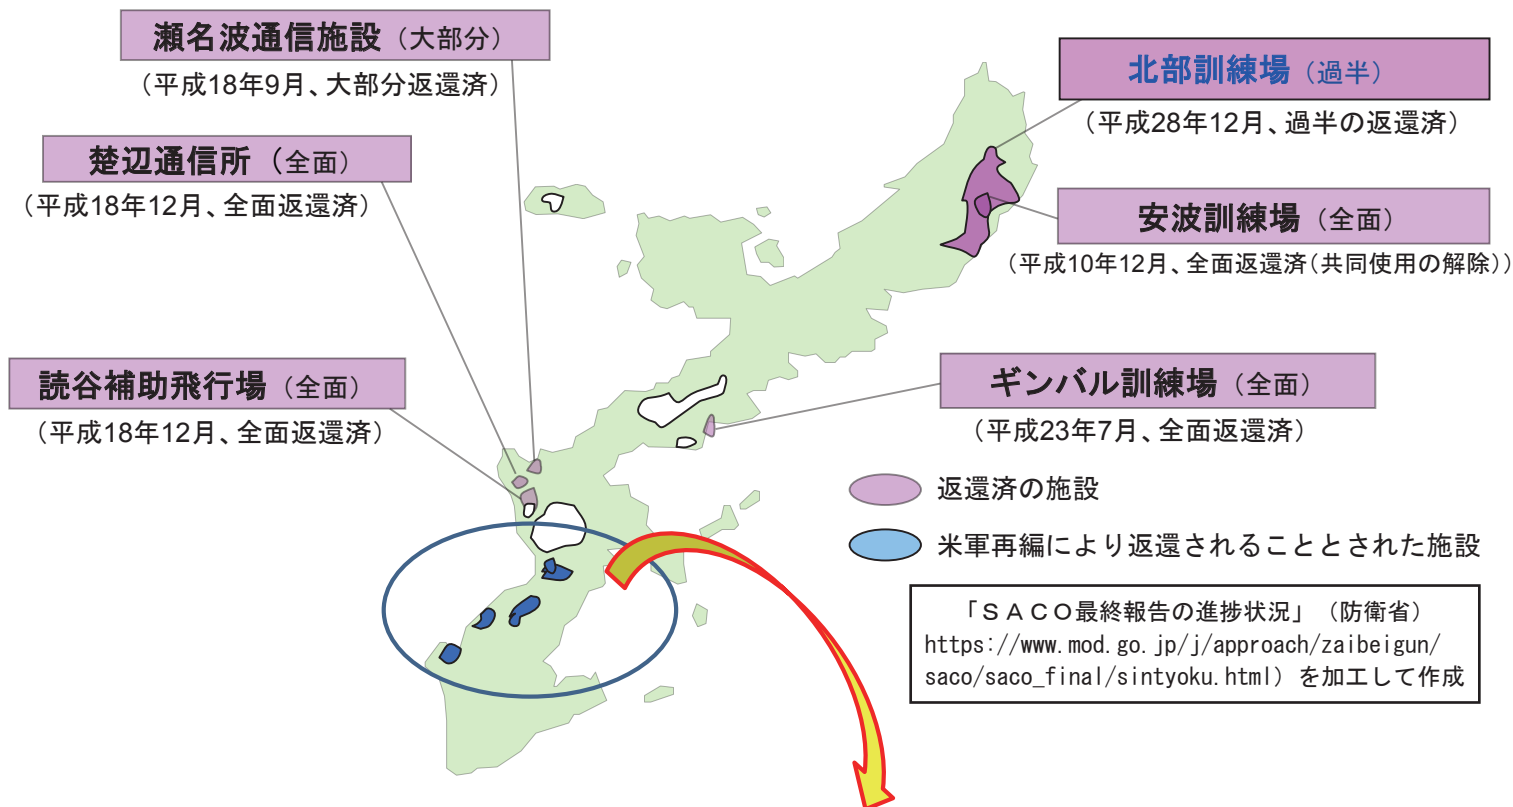 瀬名波通信施設（大部分）
（平成18年9月、大部分返還済）
楚辺通信所（全面）
（平成18年12月、全面返還済）
読谷補助飛行場（全面）
（平成18年12月、全面返還済）
北部訓練場（過半）
（平成28年12月、過半の返還済）
安波訓練場（全面）
（平成10年12月、全面返還済（共同使用の解除））
ギンバル訓練場（全面）
（平成23年7月、全面返還済）
返還済の施設
米軍再編により返還されることとされた施設
「ＳＡＣＯ最終報告の進捗状況」（防衛省）
https://www.mod.go.jp/j/approach/zaibeigun/
saco/saco_final/sintyoku.html）を加工して作成